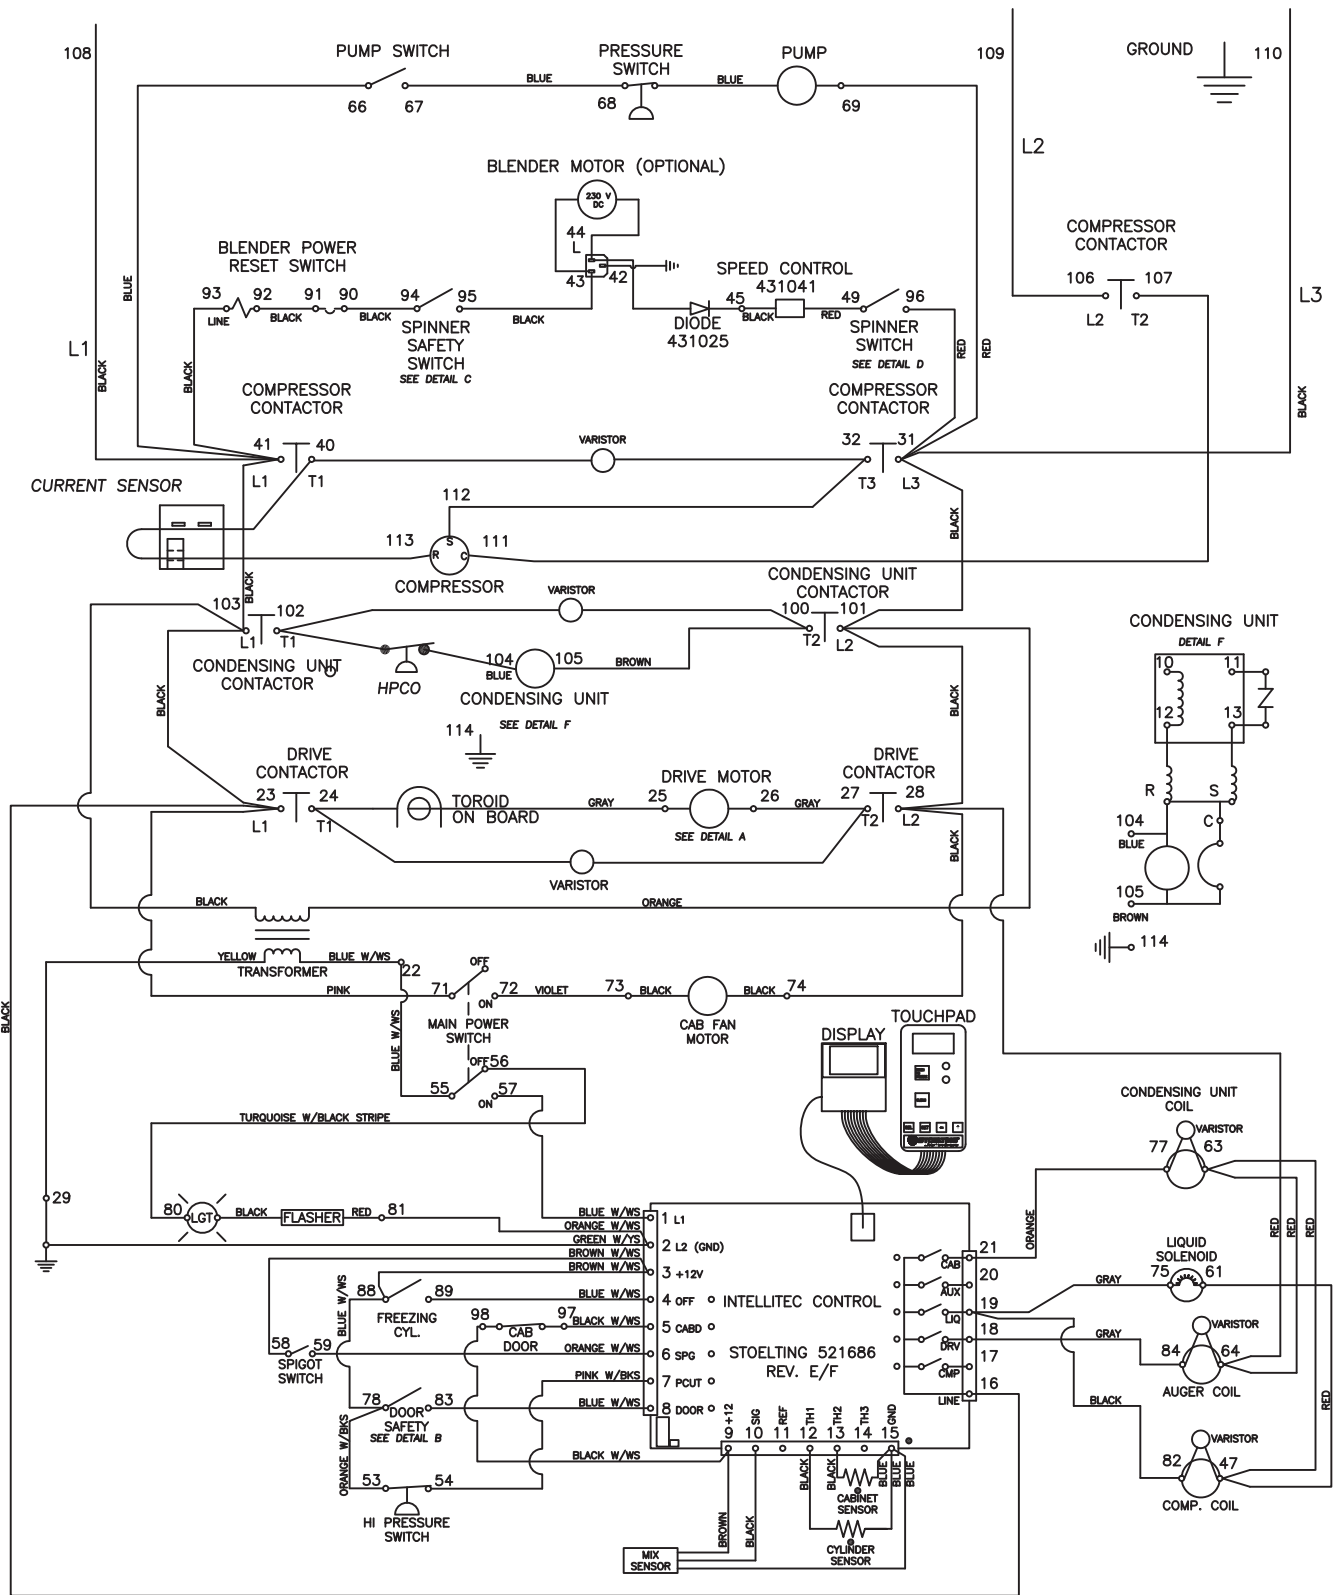 108
PUMP SWITCH
PRESSURE
SWITCH
PUMP
109
GROUND
110
BLUE
BLUE
66
67
68
69
L2
BLENDER MOTOR (OPTIONAL)
230 V
DC
44
L
43
42
COMPRESSOR
CONTACTOR
106
107
L2
T2
BLUE
BLENDER POWER
RESET SWITCH
93
92
91
90
94
95
LINE
BLACK
BLACK
BLACK
SPINNER
SAFETY
SWITCH
SEE DETAIL C
SPEED CONTROL
431041
45
49
96
BLACK
RED
DIODE
431025
SPINNER
SWITCH
SEE DETAIL D
RED
RED
L3
L1
BLACK
BLACK
BLACK
COMPRESSOR
CONTACTOR
41
40
L1
T1
VARISTOR
COMPRESSOR
CONTACTOR
32
31
T3
L3
CURRENT SENSOR
112
113
111
S
R
C
COMPRESSOR
BLACK
BLACK
103
102
L1
T1
CONDENSING UNIT
CONTACTOR
VARISTOR
CONDENSING UNIT
CONTACTOR
100
101
T2
L2
HPCO
104
BLUE
105
BROWN
CONDENSING UNIT
SEE DETAIL F
114
BLACK
BLACK
CONDENSING UNIT
DETAIL F
10
11
12
13
R
S
C
104
BLUE
105
BROWN
114
DRIVE
CONTACTOR
23
24
L1
T1
TOROID
ON BOARD
GRAY
25
DRIVE MOTOR
26
GRAY
SEE DETAIL A
DRIVE
CONTACTOR
27
28
T2
L2
VARISTOR
BLACK
BLACK
ORANGE
YELLOW
TRANSFORMER
BLUE W/WS
22
PINK
71
OFF
72
ON
VIOLET
73
BLACK
BLACK
74
MAIN POWER
SWITCH
CAB FAN
MOTOR
BLACK
BLUE W/WS
OFF
56
55
57
ON
DISPLAY
TOUCHPAD
TURQUOISE W/BLACK STRIPE
CONDENSING UNIT
COIL
VARISTOR
77
63
29
80
LGT
BLACK
FLASHER
RED
81
BLUE W/WS
ORANGE W/WS
GREEN W/YS
BROWN W/WS
BROWN W/WS
1 L1
2 L2 (GND)
3 +12V
4 OFF
5 CABD
6 SPG
7 PCUT
8 DOOR
INTELLITEC CONTROL
STOELTING 521686
REV. E/F
21
CAB
20
AUX
19
LIQ
18
DRV
17
CMP
16
LINE
ORANGE
RED
RED
RED
LIQUID
SOLENOID
75
61
GRAY
BLUE W/WS
88
89
BLUE W/WS
FREEZING
CYL.
98
97
CAB
DOOR
BLACK W/WS
58
59
SPIGOT
SWITCH
ORANGE W/WS
PINK W/BKS
78
83
BLUE W/WS
DOOR
SAFETY
SEE DETAIL B
VARISTOR
GRAY
84
64
AUGER COIL
BLACK
RED
ORANGE W/BKS
BLACK W/WS
53
54
HI PRESSURE
SWITCH
+12
SIG
REF
TH1
TH2
TH3
GND
9
10
11
12
13
14
15
BROWN
BLACK
BLACK
BLACK
BLUE
BLUE
BLUE
CABINET
SENSOR
CYLINDER
SENSOR
MIX
SENSOR
VARISTOR
82
47
COMP. COIL